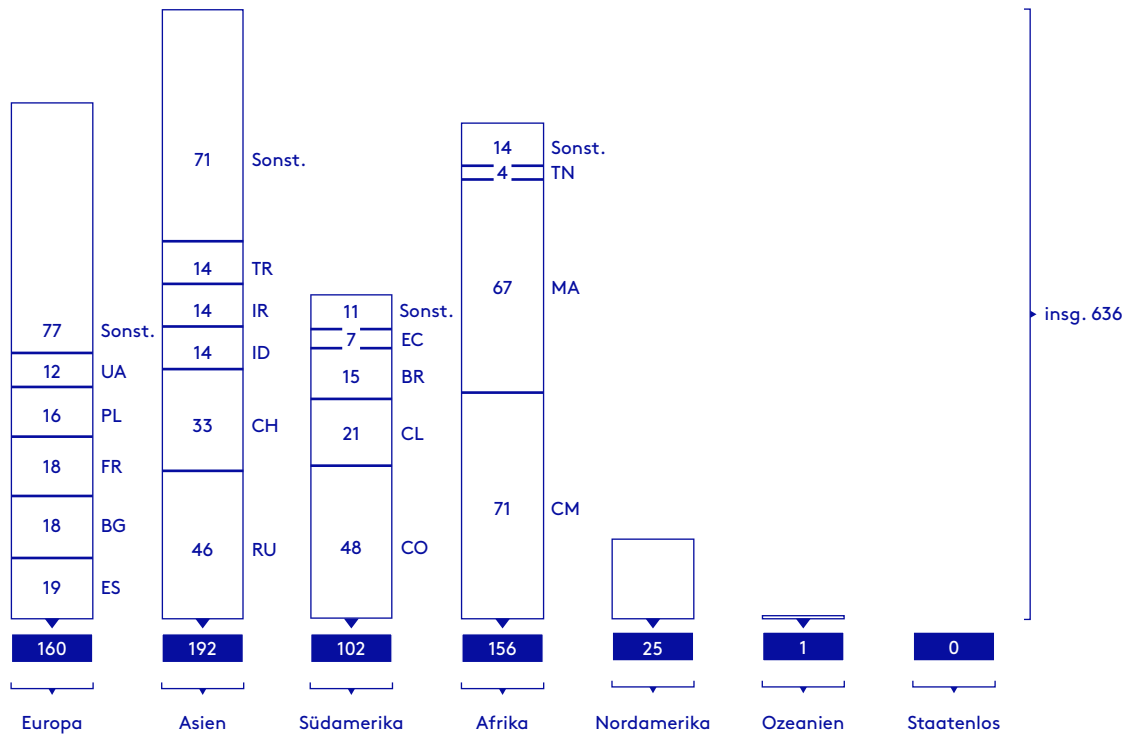 71 Sonst.
14 Sonst.
4 TN
14 TR
67 MA
14 IR
11 Sonst.
insg. 636
77 Sonst.
7 EC
14 ID
12 UA
15 BR
16 PL
33 CH
21 CL
18 FR
71 CM
18 BG
46 RU
48 CO
19 ES
160 192 102 156 25 1 0
Europa Asien Südamerika Afrika Nordamerika Ozeanien Staatenlos